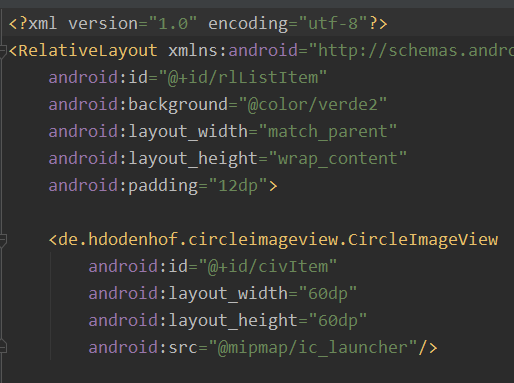 <?xml version="1.0" encoding="utf-8"?>
<RelativeLayout xmlns:android="http://schemas.andro
android:id="@+id/rlListItem"
android:background="@color/verde2"
android:layout_width="match_parent"
android:layout_height="wrap_content"
android:padding="12dp">
<de.hdodenhof.circleimageview.CircleImageView
android:id="@+id/civItem"
android:layout_width="60dp"
android:layout_height="60dp"
android:src="@mipmap/ic_launcher"/>